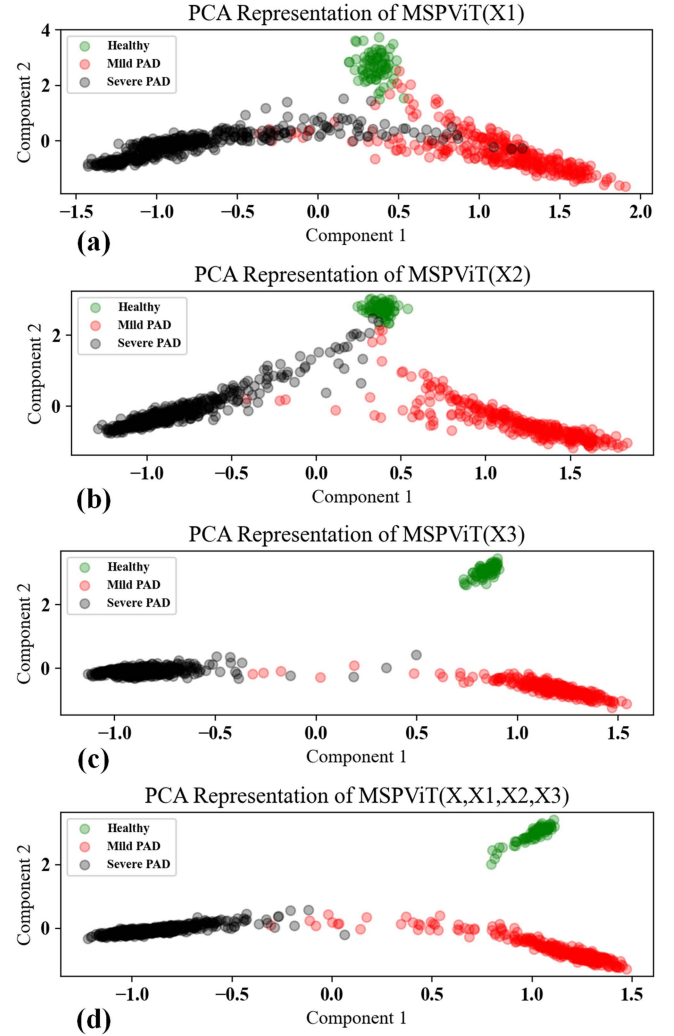 PCA Representation of MSPViT(X1)
Healthy
Mild PAD
Severe PAD
Component 2
4
2
0
−1.5 −1.0 −0.5 0.0 0.5 1.0 1.5 2.0
Component 1
(a)
PCA Representation of MSPViT(X2)
Healthy
Mild PAD
Severe PAD
Component 2
2
0
−1.0 −0.5 0.0 0.5 1.0 1.5
Component 1
(b)
PCA Representation of MSPViT(X3)
Healthy
Mild PAD
Severe PAD
Component 2
2
0
−1.0 −0.5 0.0 0.5 1.0 1.5
Component 1
(c)
PCA Representation of MSPViT(X,X1,X2,X3)
Healthy
Mild PAD
Severe PAD
Component 2
2
0
−1.0 −0.5 0.0 0.5 1.0 1.5
Component 1
(d)